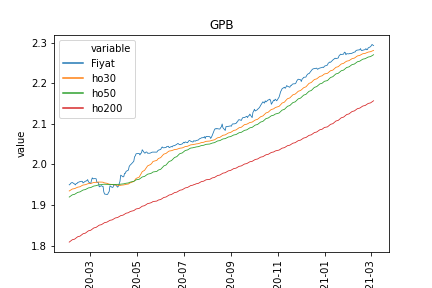 GPB
variable
Fiyat
ho30
ho50
ho200
value
2.3
2.2
2.1
2.0
1.9
1.8
20-03
20-05
20-07
20-09
20-11
21-01
21-03